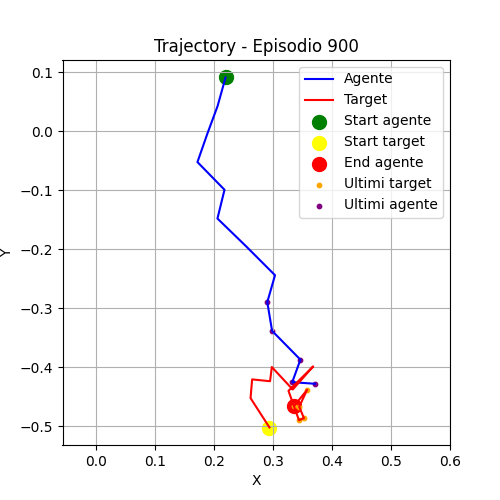 Trajectory - Episodio 900
Agente
Target
Start agente
Start target
End agente
Ultimi target
Ultimi agente
0.1
0.0
−0.1
−0.2
−0.3
−0.4
−0.5
Y
0.0 0.1 0.2 0.3 0.4 0.5 0.6
X